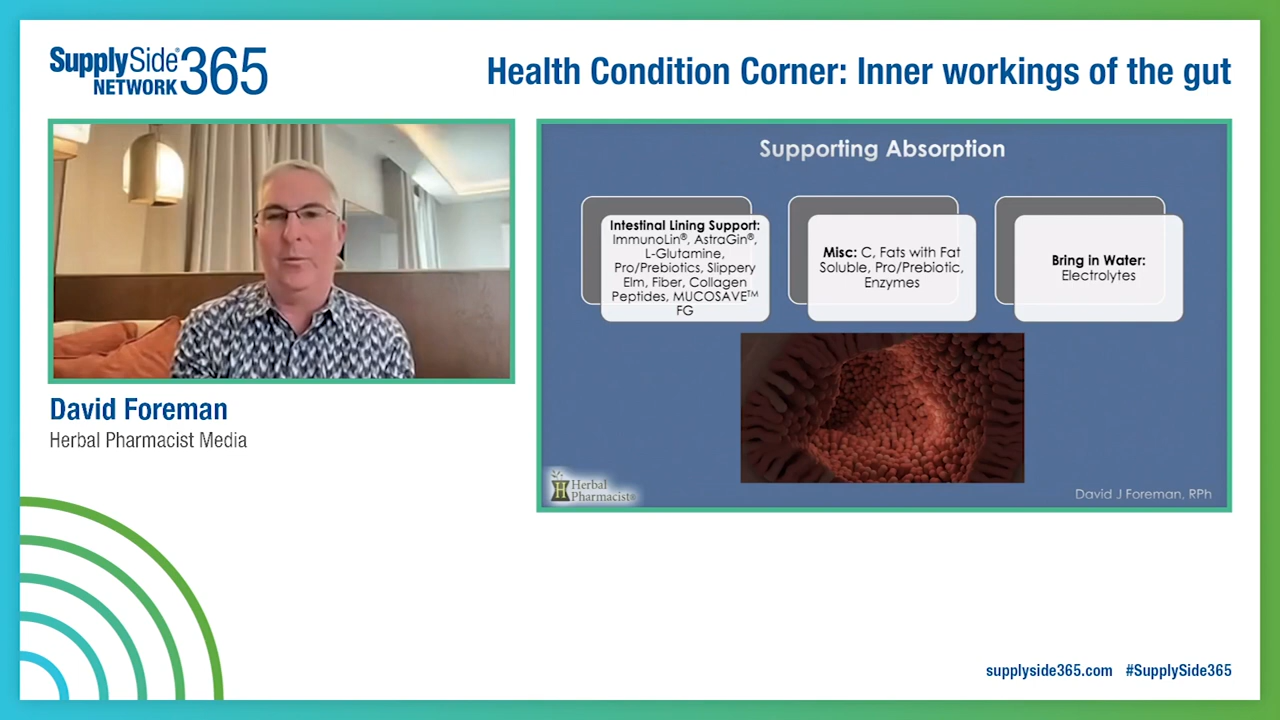 SupplySide® 365
NETWORK
Health Condition Corner: Inner workings of the gut
Supporting Absorption
Intestinal Lining Support:
ImmunoLin®, AstraGin®,
L-Glutamine,
Pro/Prebiotics, Slippery
Elm, Fiber, Collagen
Peptides, MUCOSAVE™
FG
Misc: C, Fats with Fat
Soluble, Pro/Prebiotic,
Enzymes
Bring in Water:
Electrolytes
H Herbal
Pharmacist®
David J Foreman, RPh
David Foreman
Herbal Pharmacist Media
supplyside365.com #SupplySide365